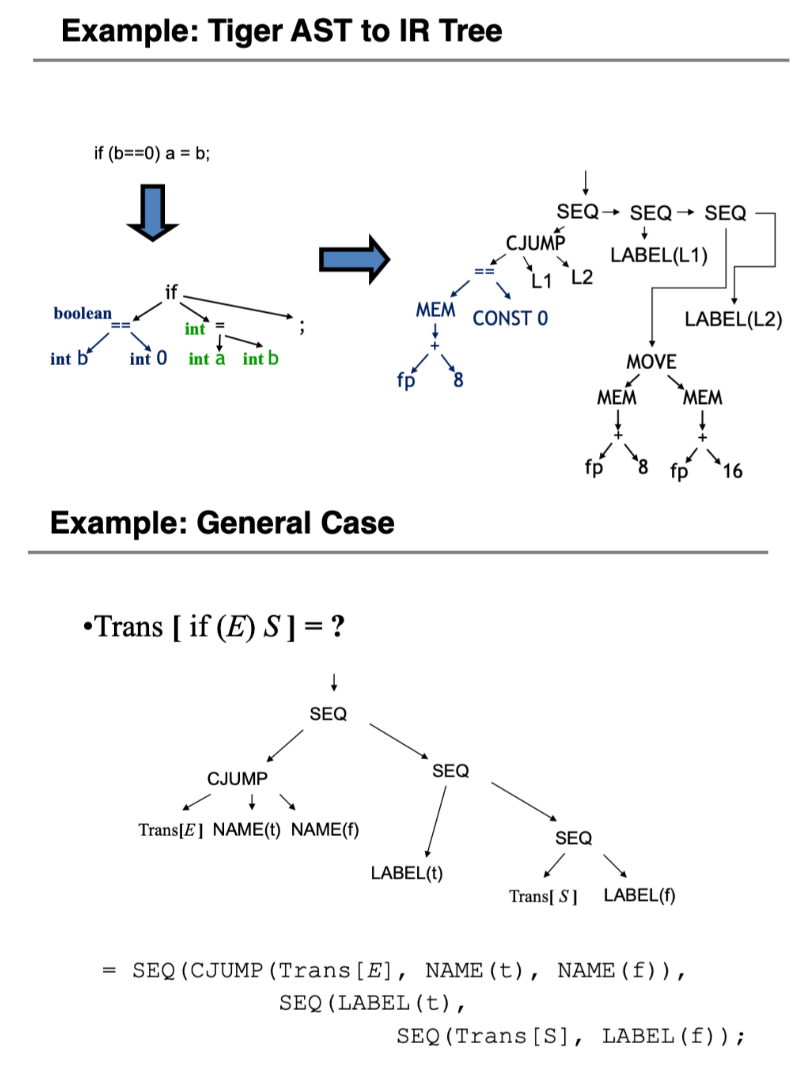 Example: Tiger AST to IR Tree
if (b==0) a = b;
SEQ SEQ SEQ
CJUMP LABEL(L1)
== L1 L2
if
boolean == int = ;
MEM CONST 0 LABEL(L2)
+
int b int 0 int a int b
fp 8
MOVE
MEM MEM
+ +
fp 8 fp 16
Example: General Case
•Trans [ if (E) S ] = ?
SEQ
CJUMP SEQ
Trans[E] NAME(t) NAME(f) SEQ
LABEL(t)
Trans[ S ] LABEL(f)
= SEQ(CJUMP(Trans[E], NAME(t), NAME(f)),
SEQ(LABEL(t),
SEQ(Trans[S], LABEL(f));